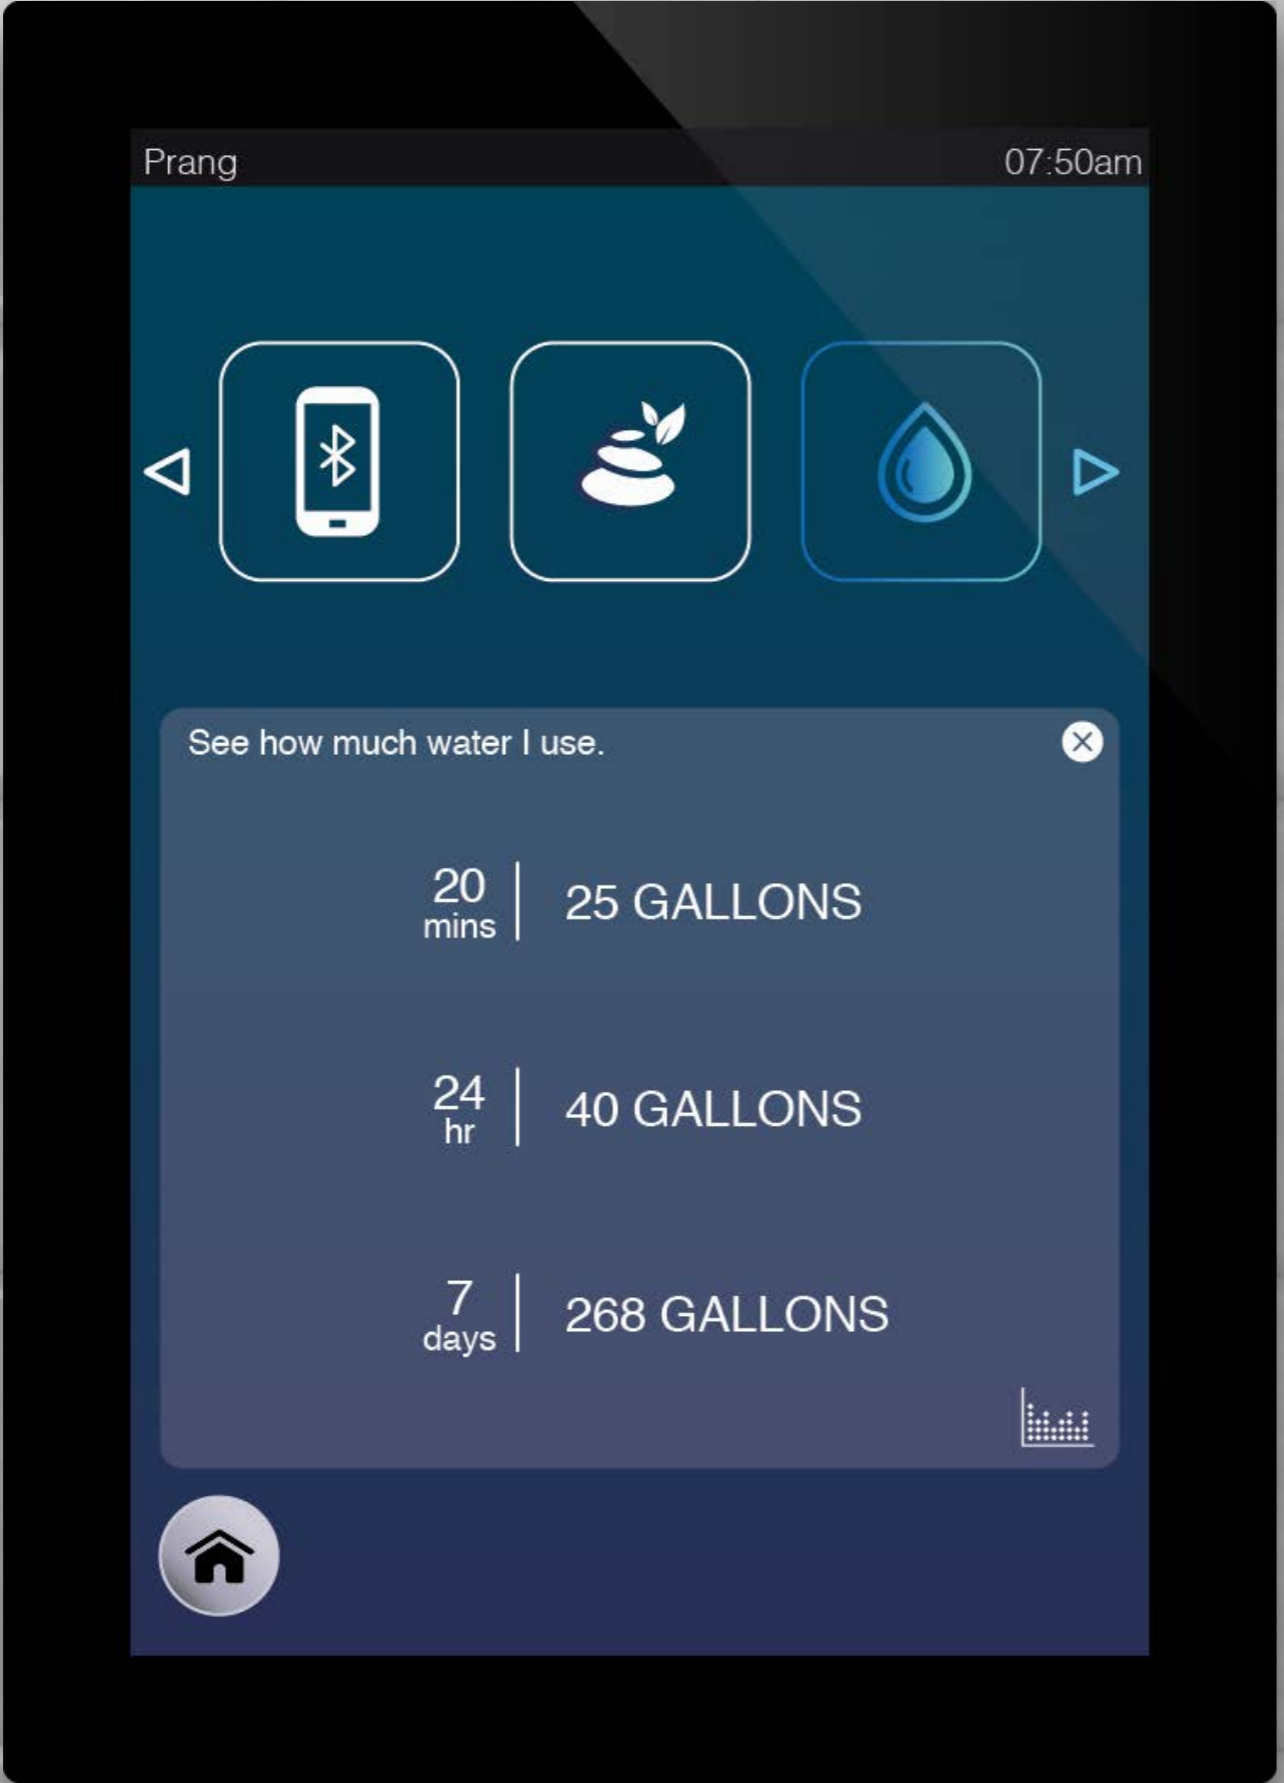 Prang
07:50am
See how much water I use.
20
mins
25 GALLONS
24
hr
40 GALLONS
7
days
268 GALLONS